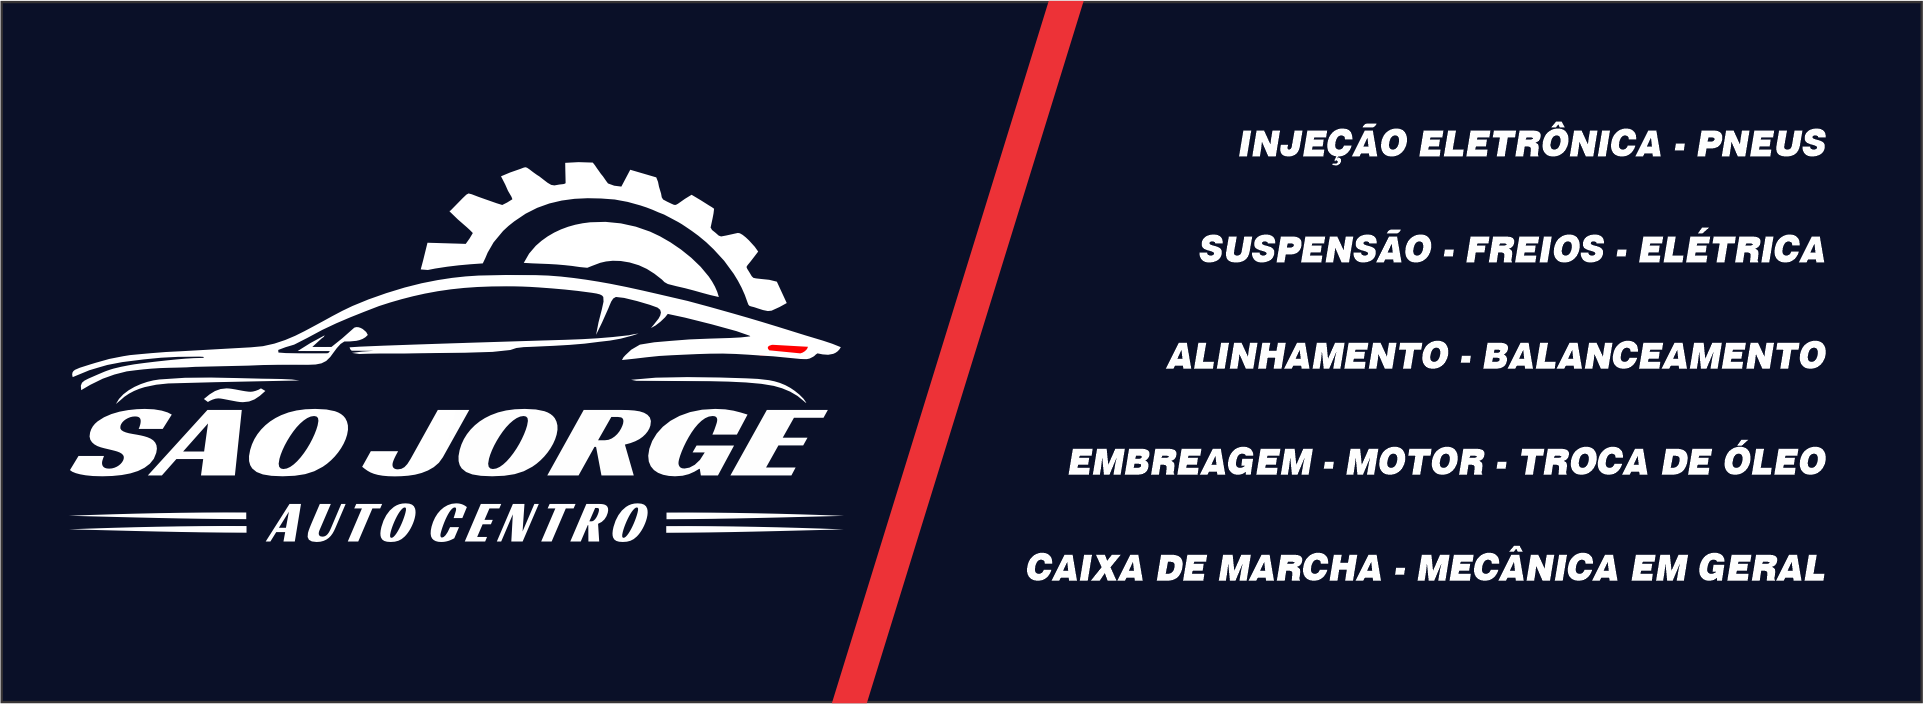 SÃO JORGE
AUTO CENTRO
INJEÇÃO ELETRÔNICA - PNEUS
SUSPENSÃO - FREIOS - ELÉTRICA
ALINHAMENTO - BALANCEAMENTO
EMBREAGEM - MOTOR - TROCA DE ÓLEO
CAIXA DE MARCHA - MECÂNICA EM GERAL